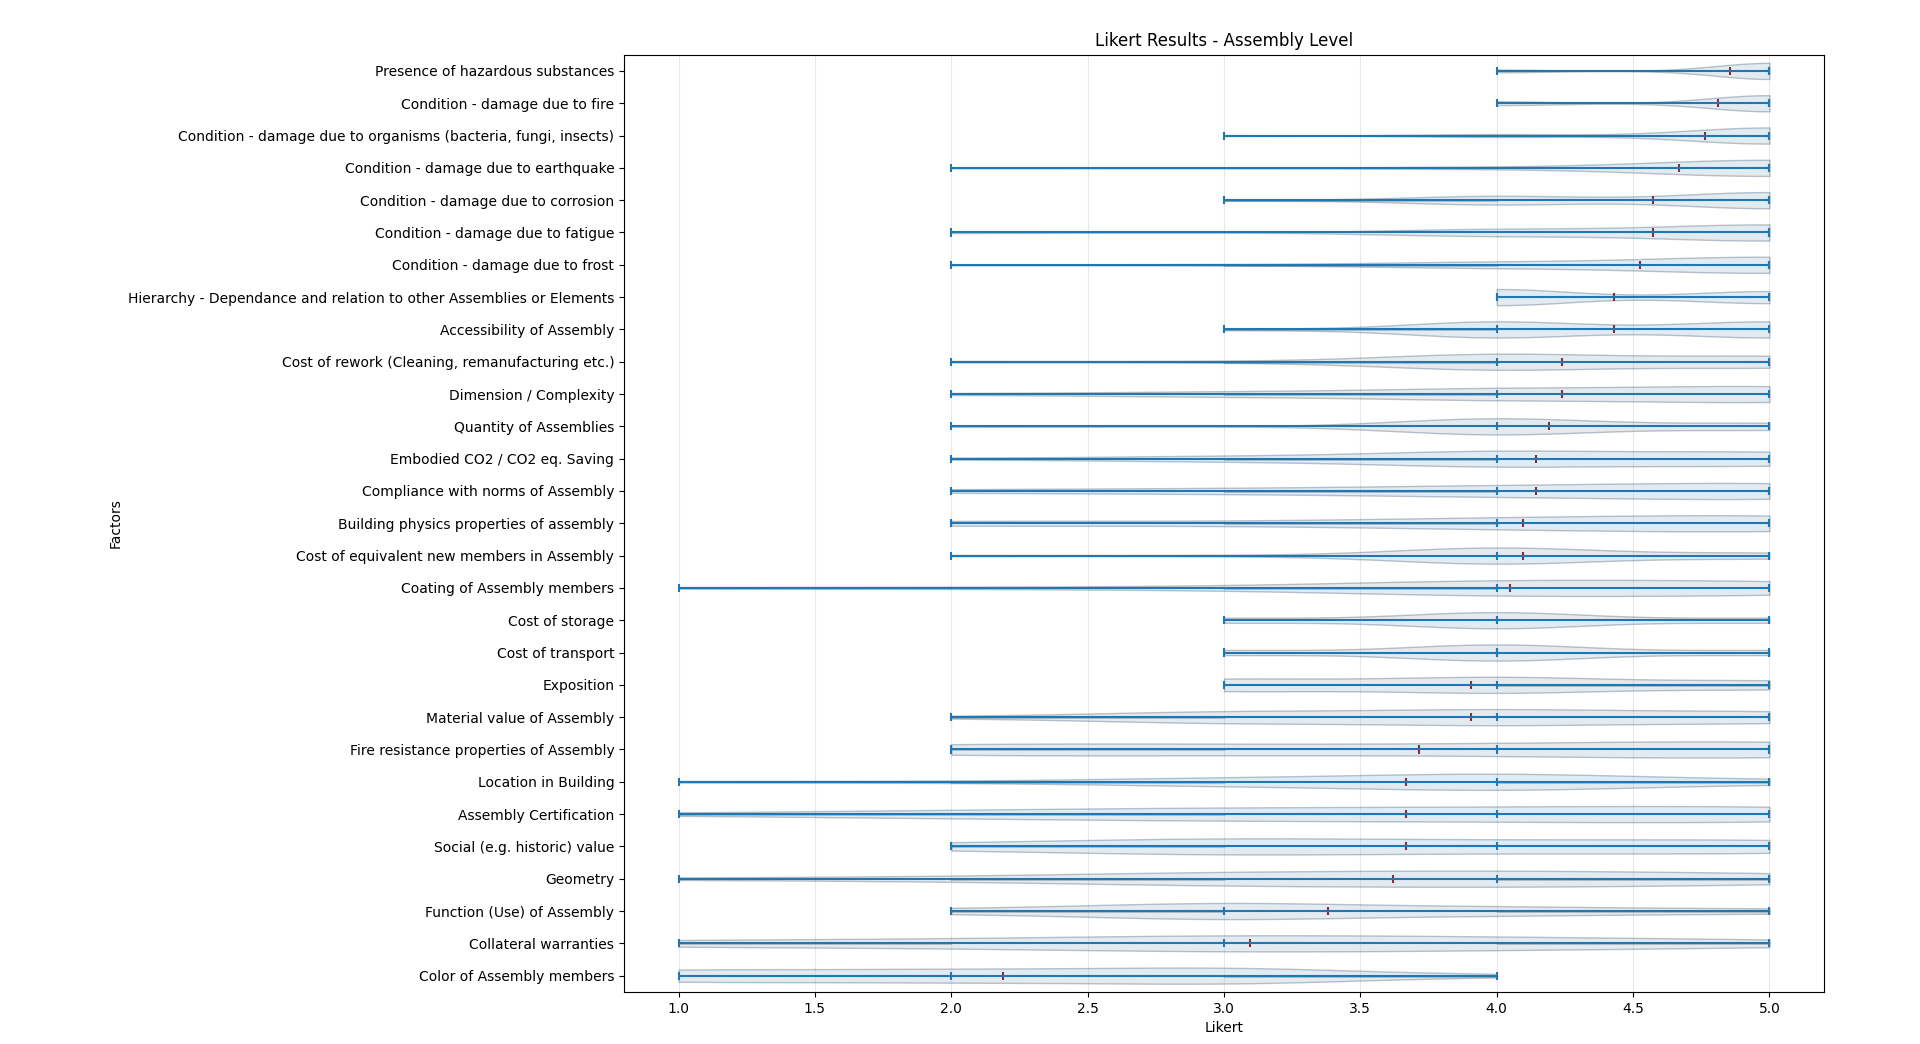 Likert Results - Assembly Level
Presence of hazardous substances
Condition - damage due to fire
Condition - damage due to organisms (bacteria, fungi, insects)
Condition - damage due to earthquake
Condition - damage due to corrosion
Condition - damage due to fatigue
Condition - damage due to frost
Hierarchy - Dependance and relation to other Assemblies or Elements
Accessibility of Assembly
Cost of rework (Cleaning, remanufacturing etc.)
Dimension / Complexity
Quantity of Assemblies
Embodied CO2 / CO2 eq. Saving
Compliance with norms of Assembly
Building physics properties of assembly
Cost of equivalent new members in Assembly
Coating of Assembly members
Cost of storage
Cost of transport
Exposition
Material value of Assembly
Fire resistance properties of Assembly
Location in Building
Assembly Certification
Social (e.g. historic) value
Geometry
Function (Use) of Assembly
Collateral warranties
Color of Assembly members
Factors
1.0 1.5 2.0 2.5 3.0 3.5 4.0 4.5 5.0
Likert